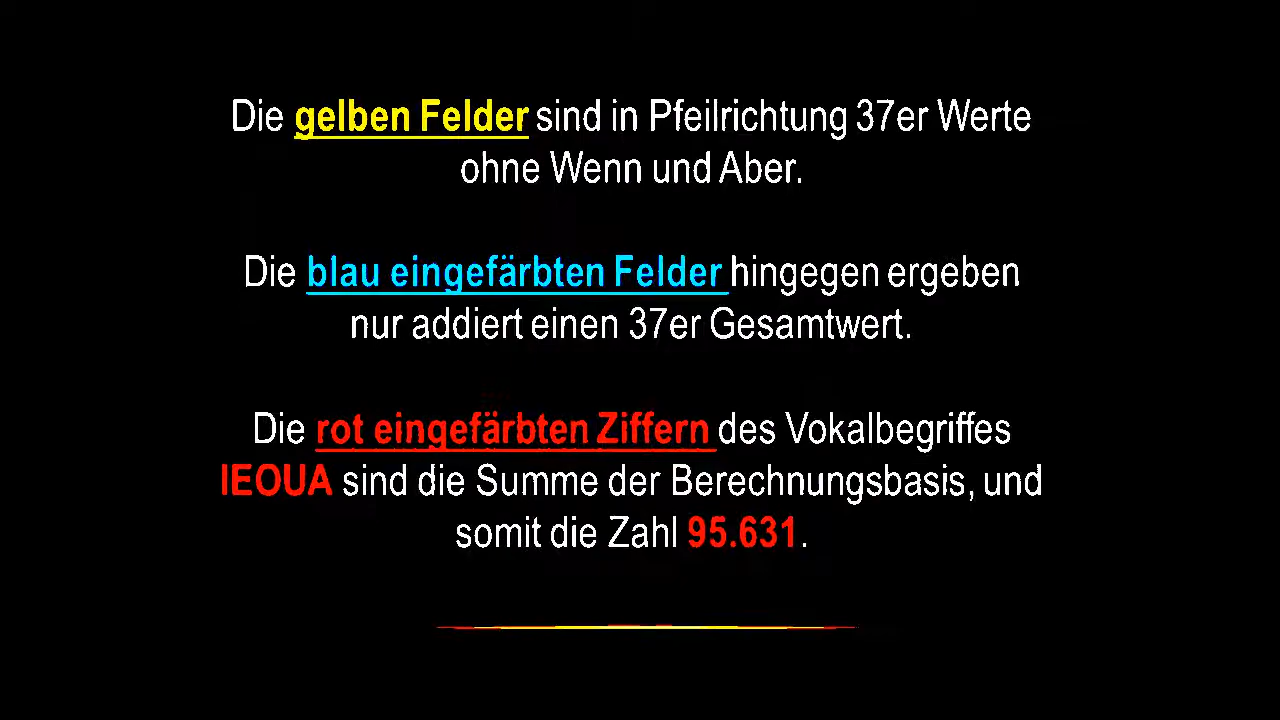 Die gelben Felder sind in Pfeilrichtung 37er Werte
ohne Wenn und Aber.
Die blau eingefärbten Felder hingegen ergeben
nur addiert einen 37er Gesamtwert.
Die rot eingefärbten Ziffern des Vokalbegriffes
IEOUA sind die Summe der Berechnungsbasis, und
somit die Zahl 95.631.